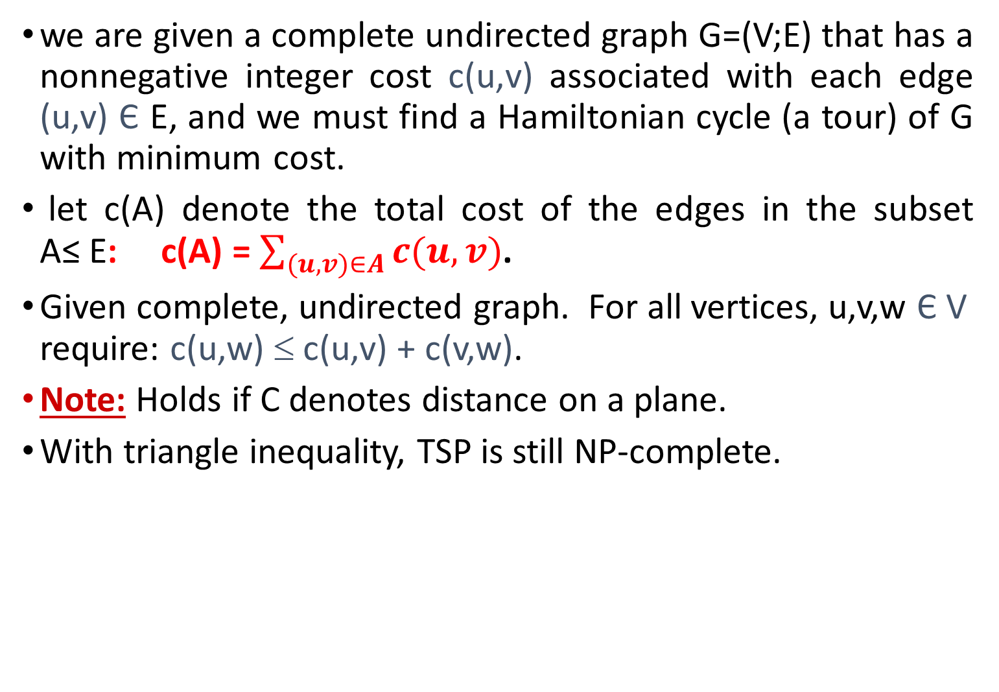 • we are given a complete undirected graph G=(V;E) that has a
nonnegative integer cost c(u,v) associated with each edge
(u,v) Є E, and we must find a Hamiltonian cycle (a tour) of G
with minimum cost.
• let c(A) denote the total cost of the edges in the subset
A≤ E: c(A) = ∑(𝒖,𝒗)∈𝑨 𝒄(𝒖, 𝒗).
• Given complete, undirected graph. For all vertices, u,v,w Є V
require: c(u,w) ≤ c(u,v) + c(v,w).
• Note: Holds if C denotes distance on a plane.
• With triangle inequality, TSP is still NP-complete.